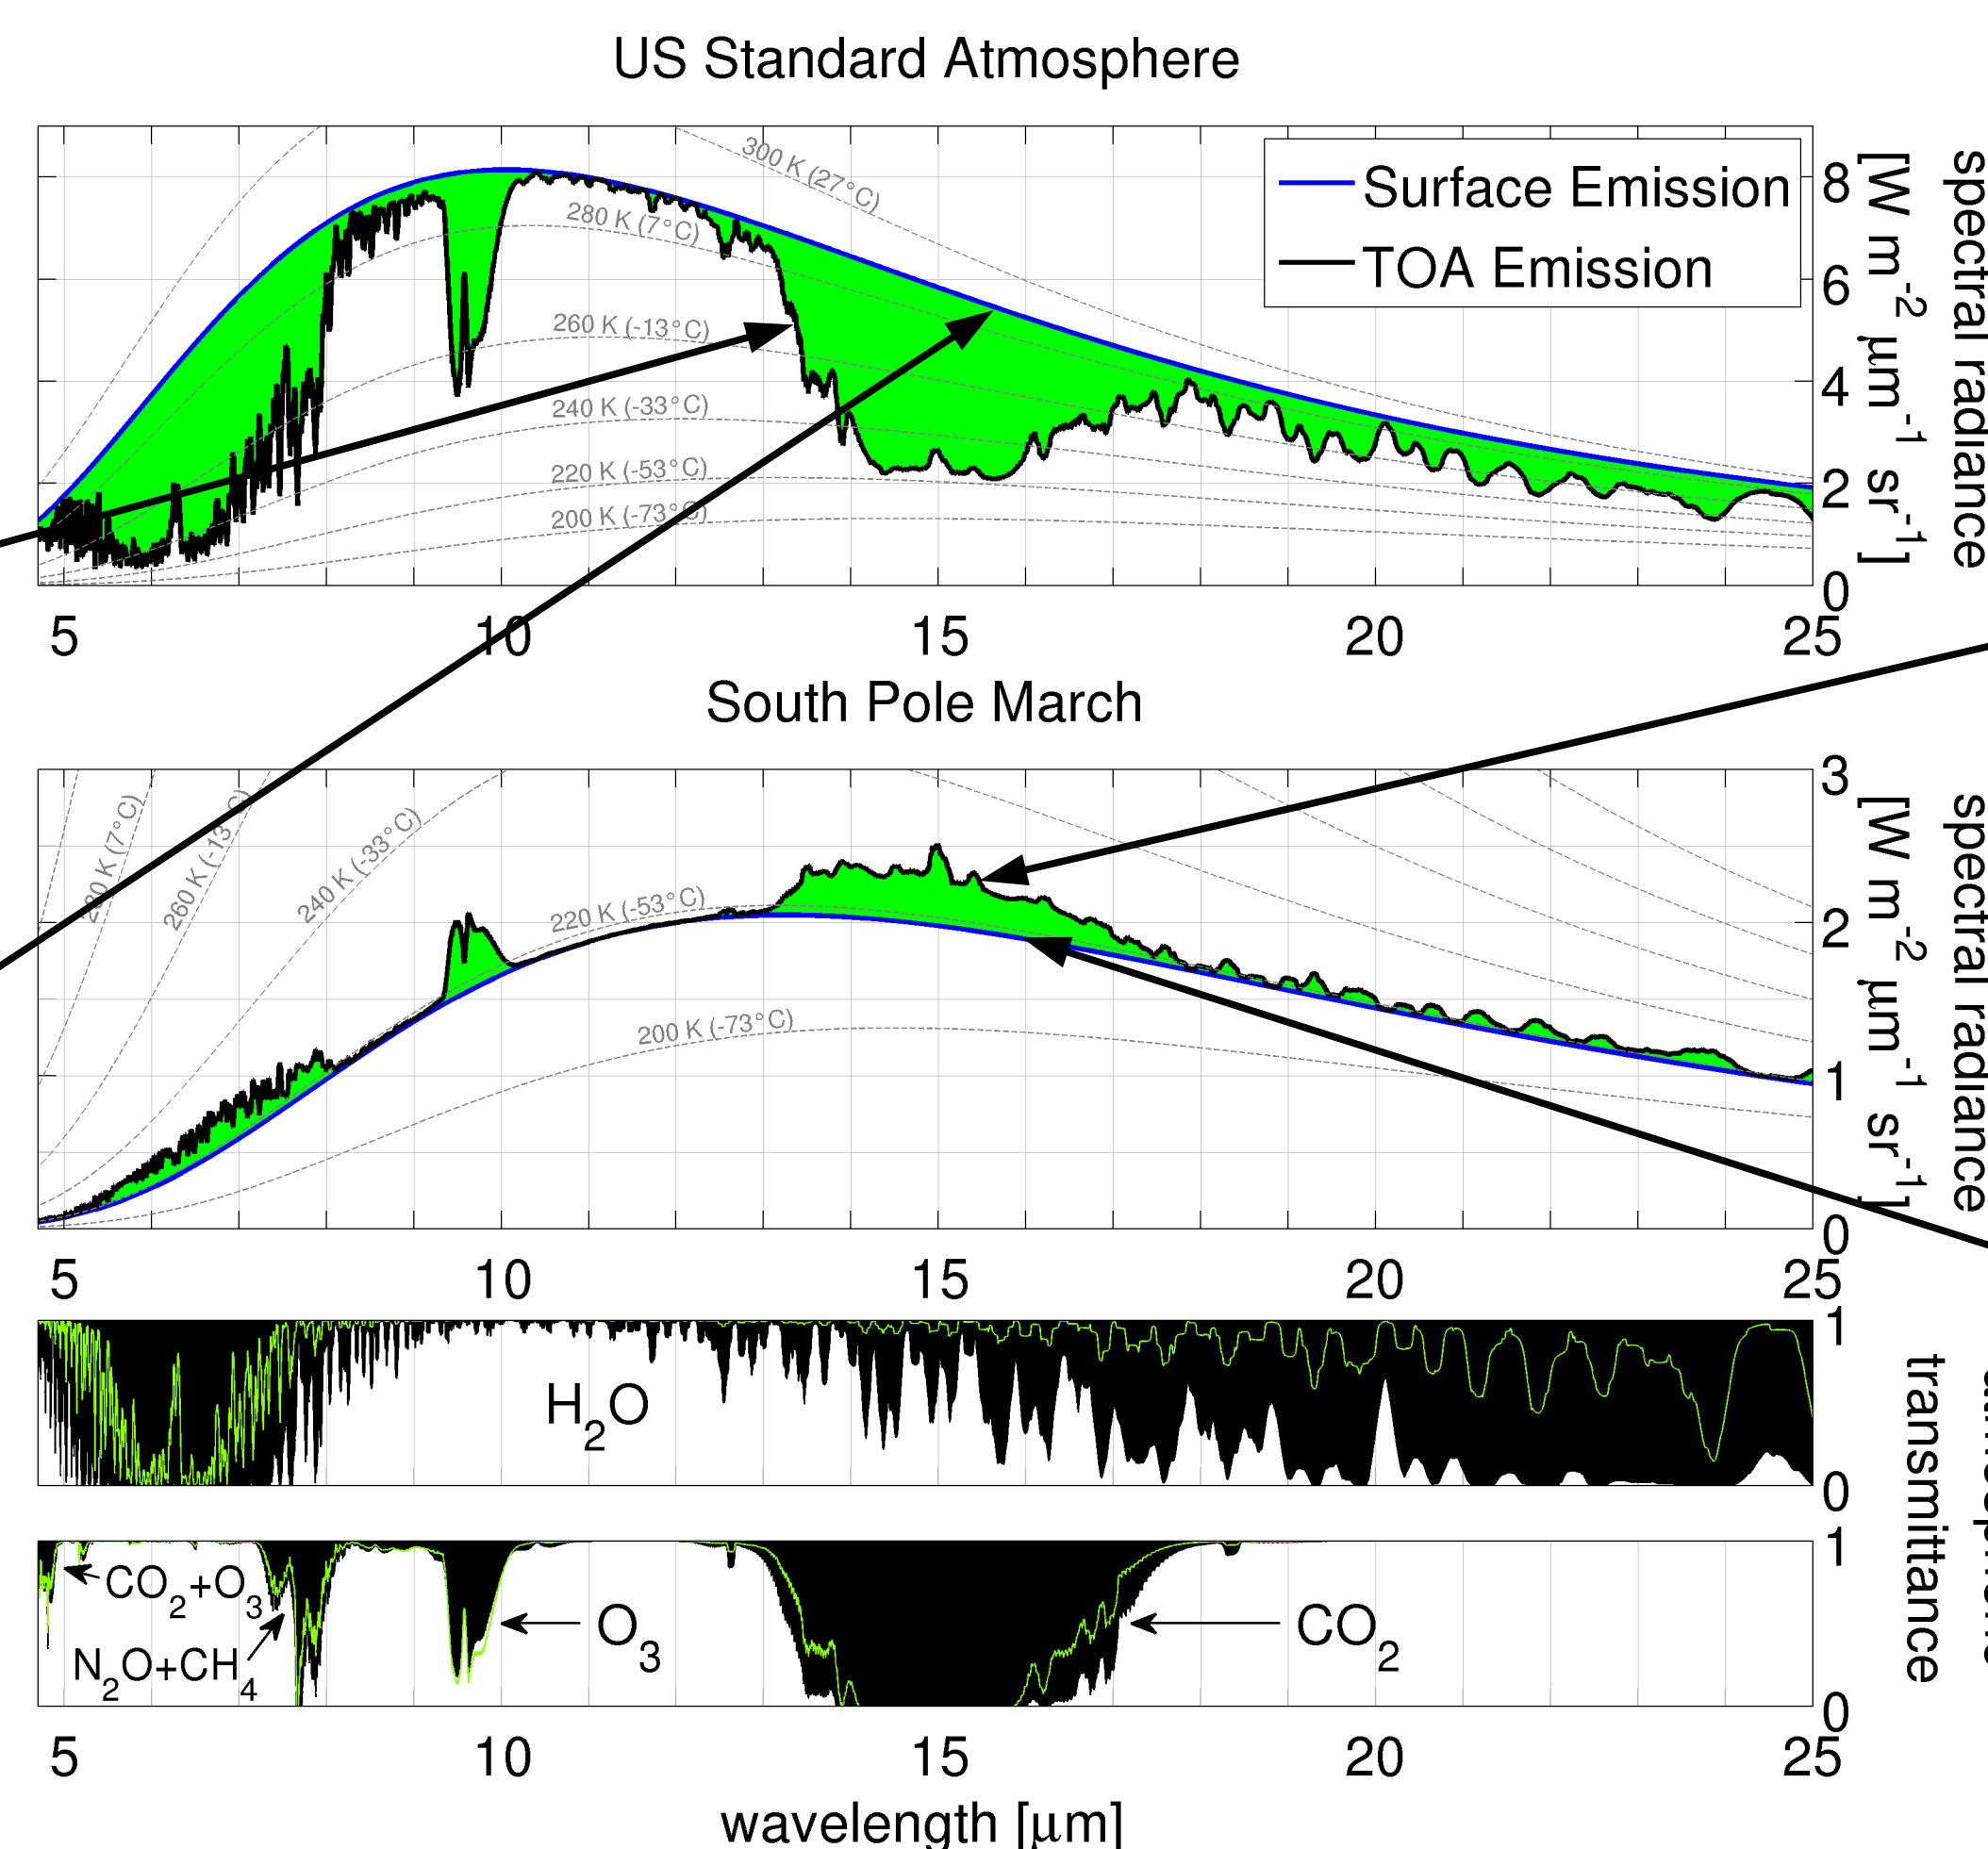 US Standard Atmosphere
300 K (27°C)
280 K (7°C)
260 K (-13°C)
240 K (-33°C)
220 K (-53°C)
200 K (-73°C)
Surface Emission
TOA Emission
8
6
4
2
0
spectral radiance
[W m-2 μm-1 sr-1]
5 10 15 20 25
South Pole March
280 K (7°C)
260 K (-13°C)
240 K (-33°C)
220 K (-53°C)
200 K (-73°C)
3
2
1
0
spectral radiance
[W m-2 μm-1 sr-1]
5 10 15 20 25
H2O
1
0
CO2+O3
N2O+CH4
O3
CO2
1
0
transmittance
5 10 15 20 25
wavelength [μm]